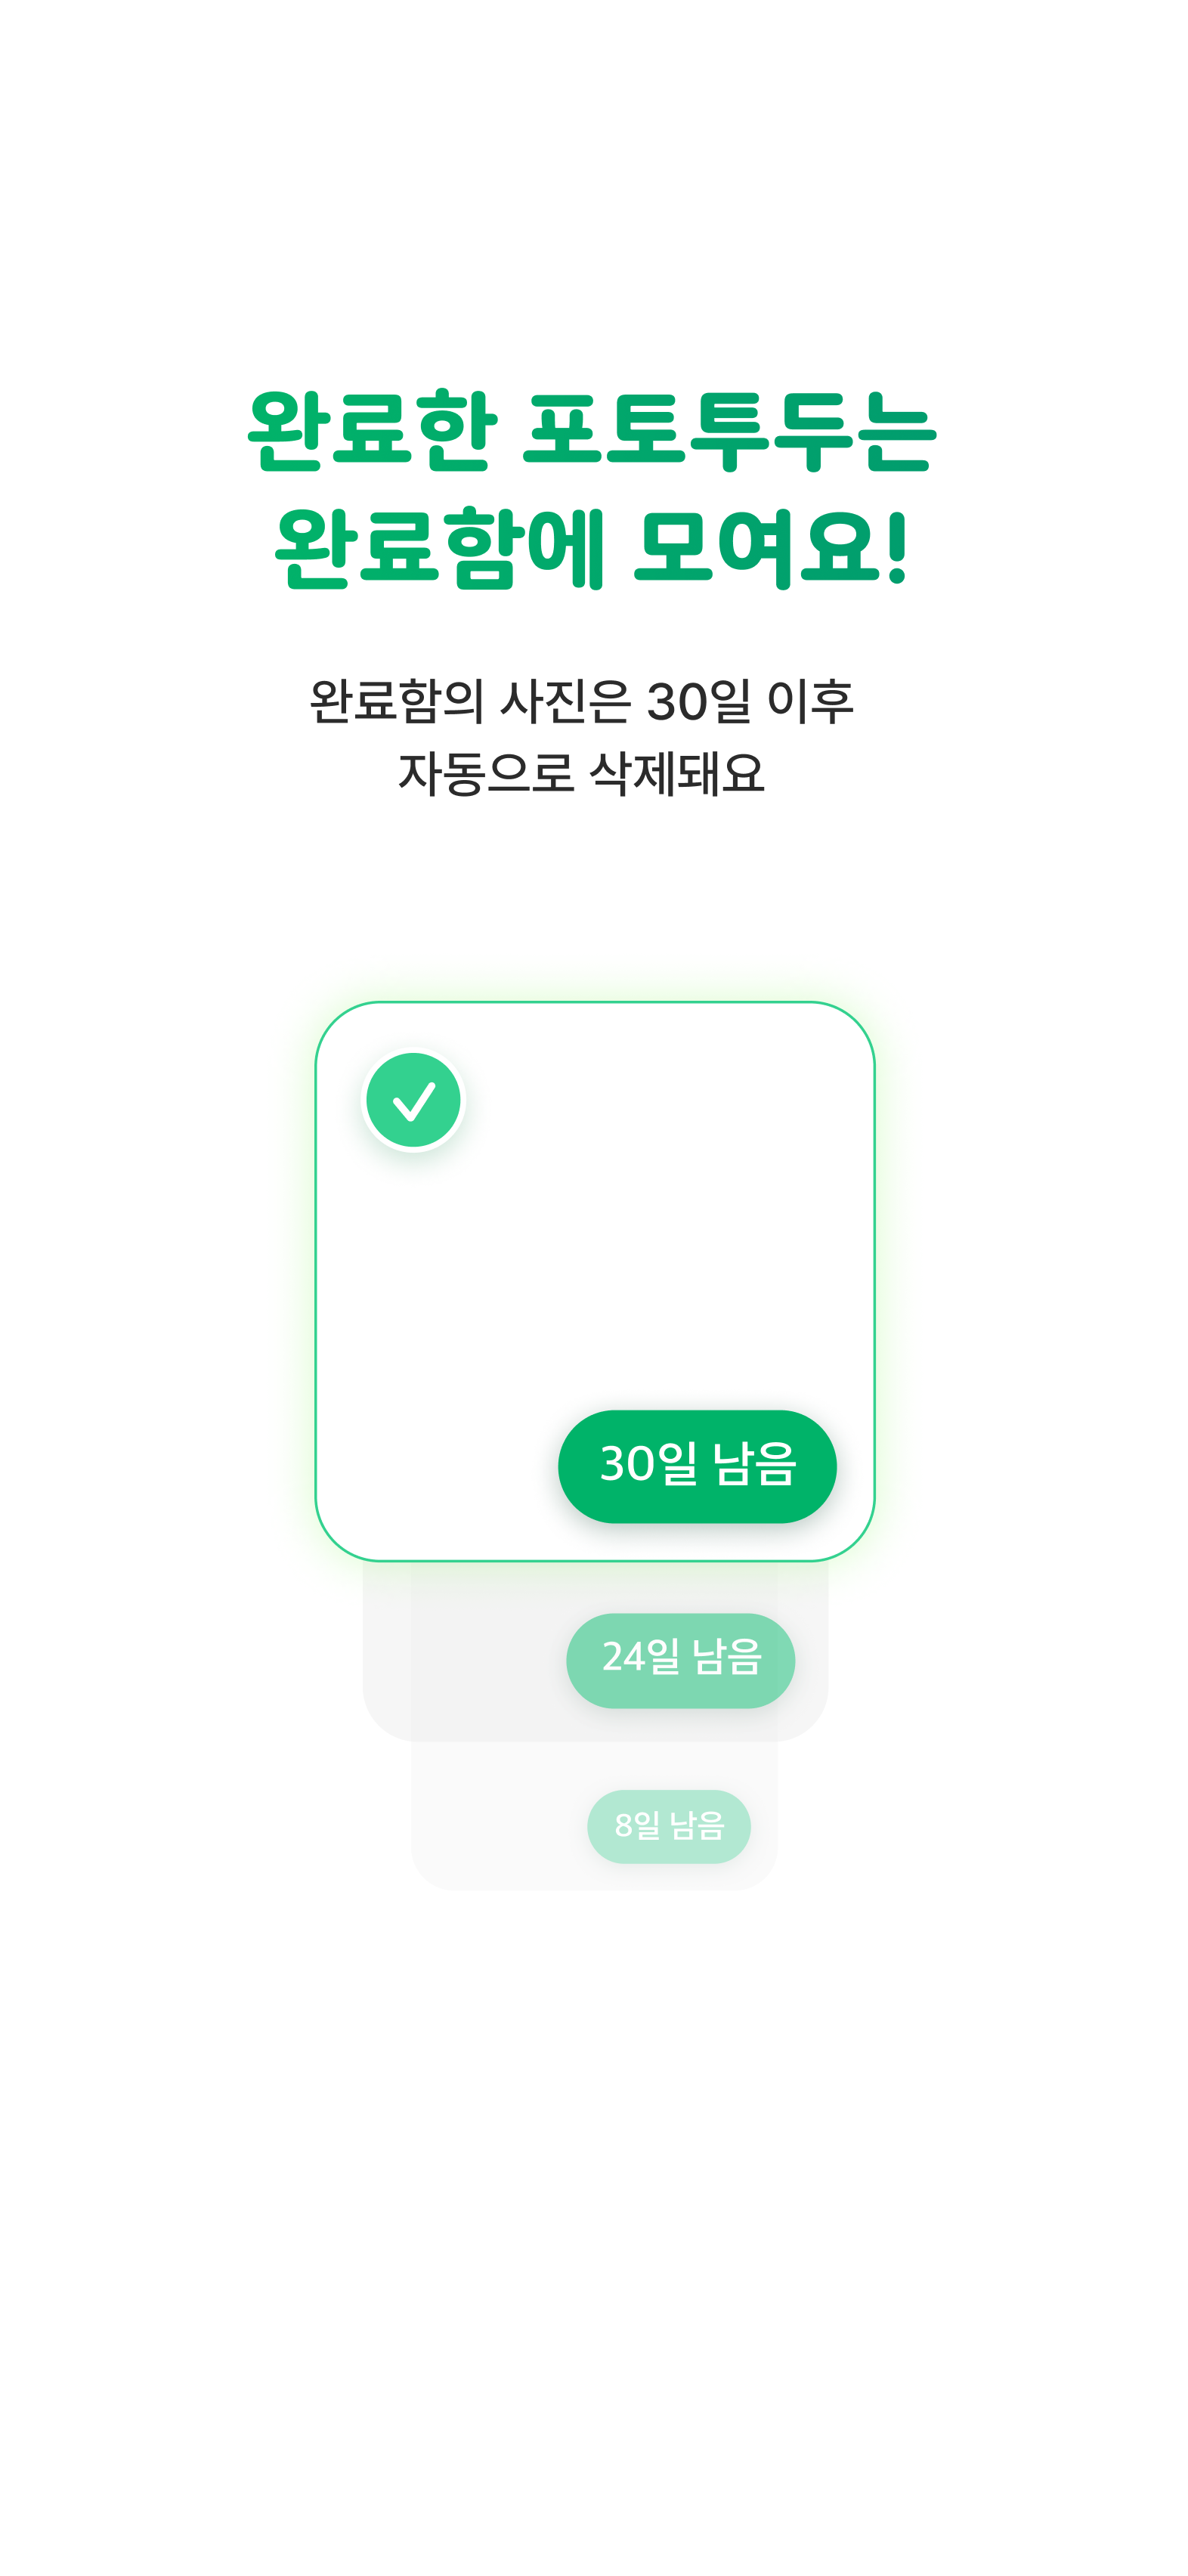 완료한 포토투두는
완료함에 모여요!
완료함의 사진은 30일 이후
자동으로 삭제돼요
30일 남음
24일 남음
8일 남음